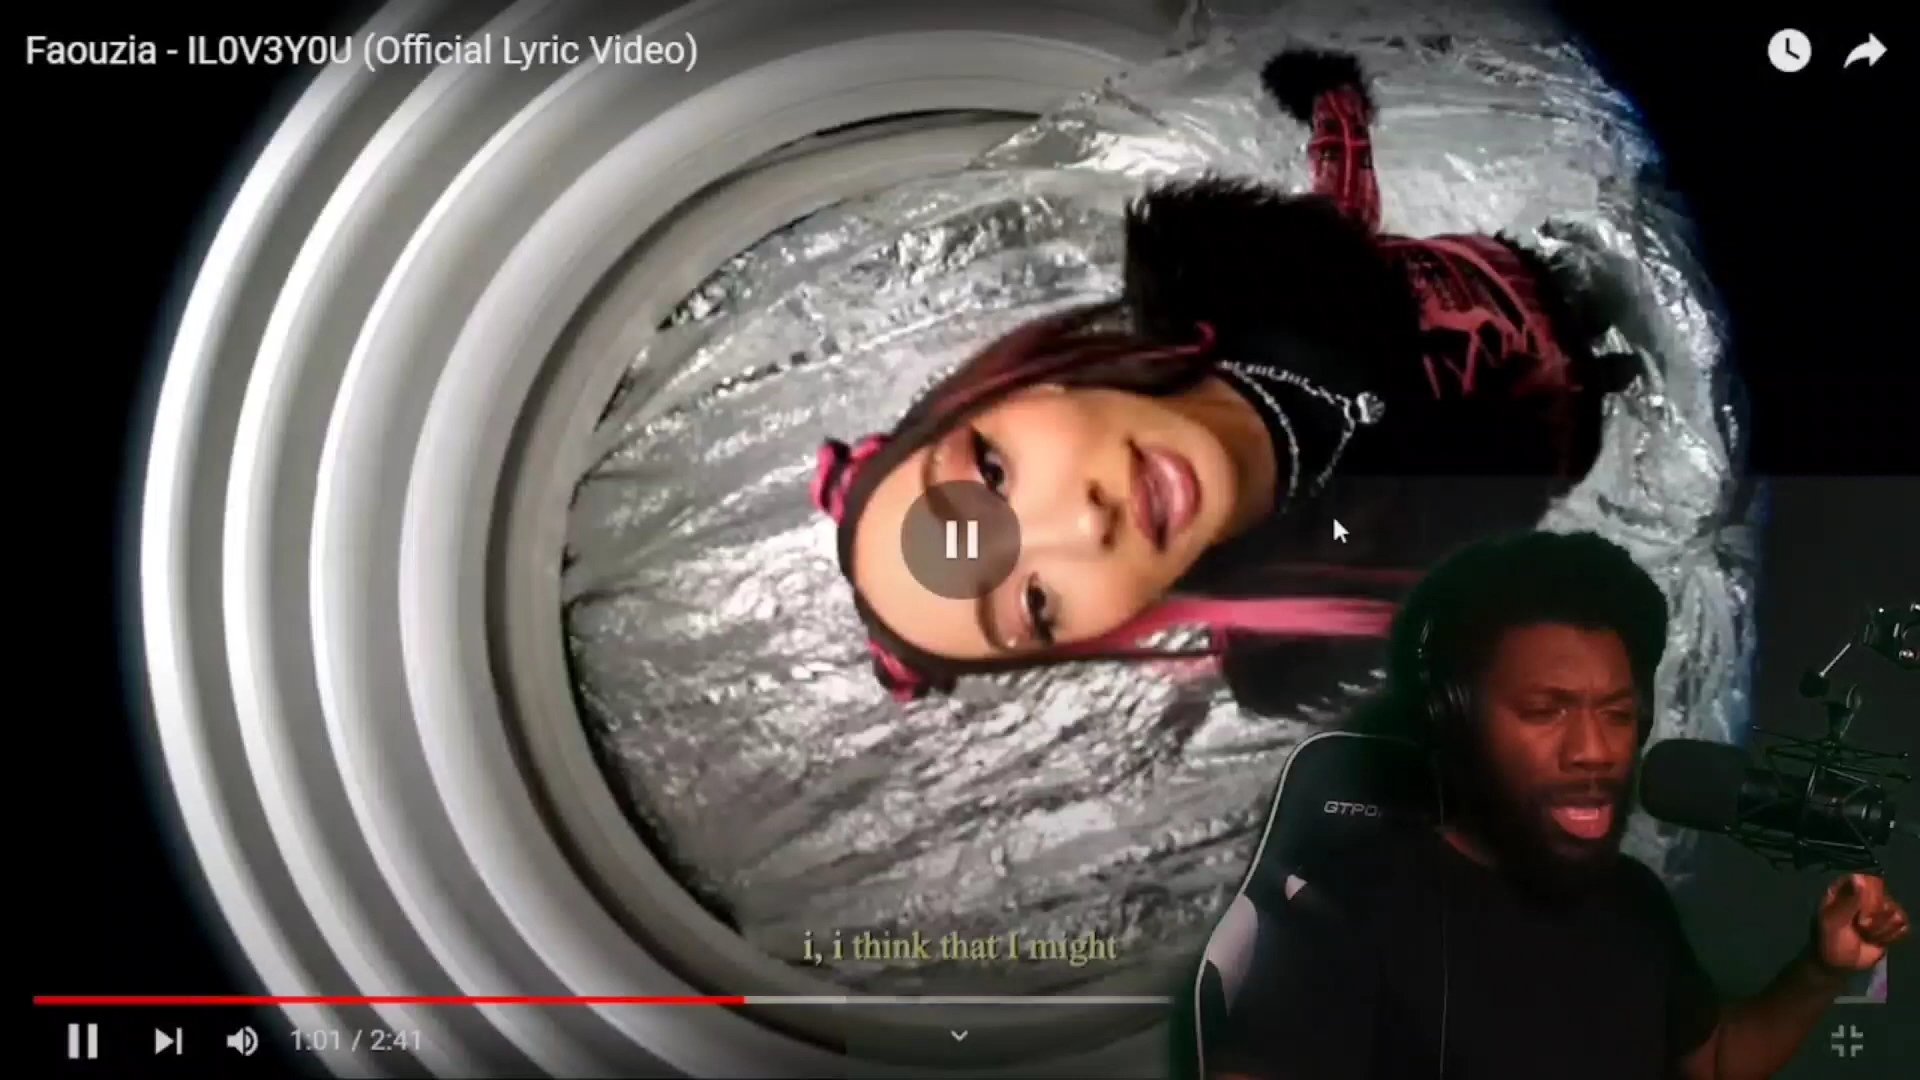 Faouzia - IL0V3Y0U (Official Lyric Video)
GTPO
i, i think that I might
1:01 / 2:41